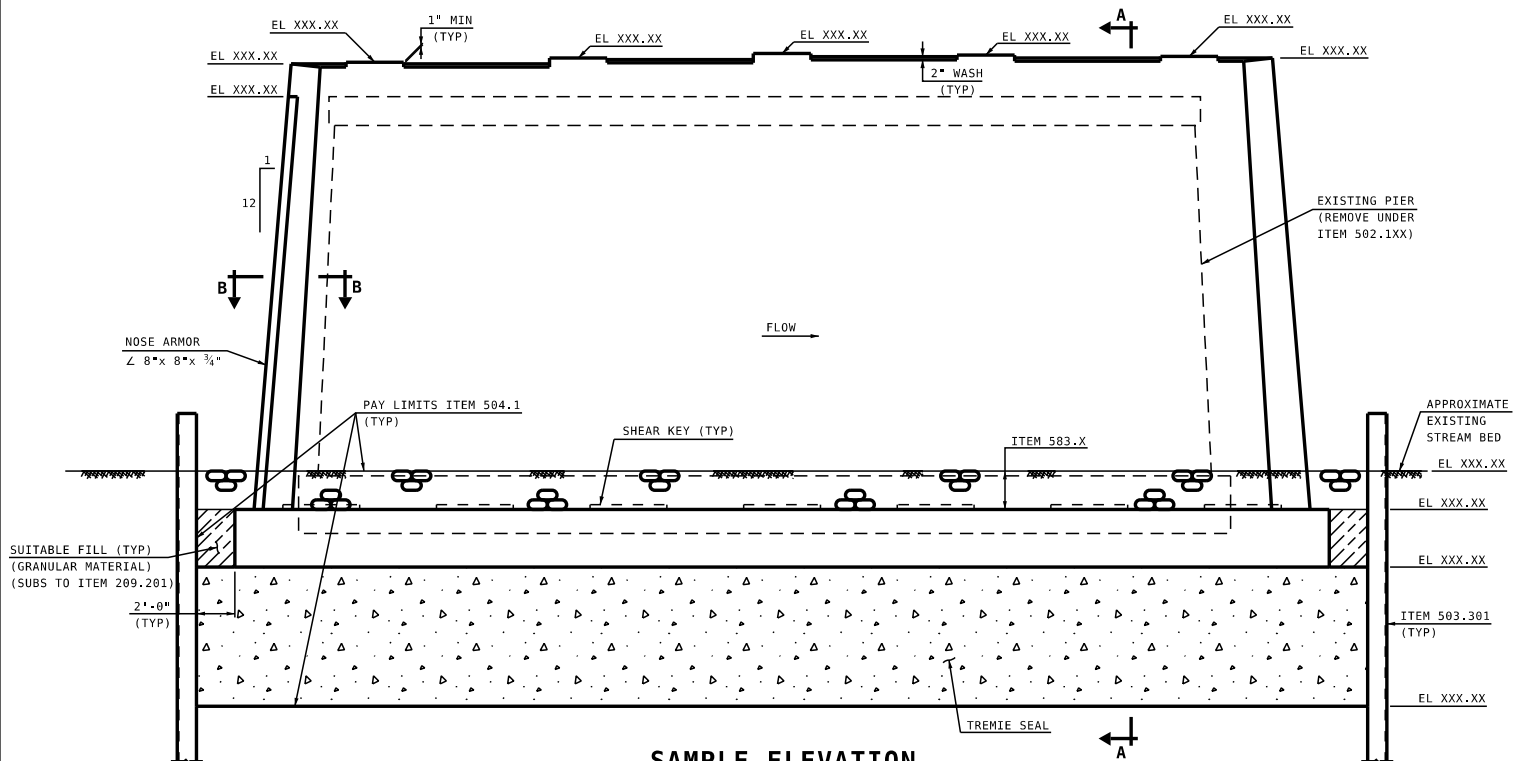 EL XXX.XX
1" MIN
(TYP)
EL XXX.XX
EL XXX.XX
EL XXX.XX
A
EL XXX.XX
EL XXX.XX
EL XXX.XX
EL XXX.XX
2" WASH
(TYP)
1
12
EXISTING PIER
(REMOVE UNDER
ITEM 502.1XX)
B
B
FLOW
NOSE ARMOR
∠ 8"x 8"x ¾"
PAY LIMITS ITEM 504.1
(TYP)
SHEAR KEY (TYP)
ITEM 583.X
APPROXIMATE
EXISTING
STREAM BED
EL XXX.XX
EL XXX.XX
SUITABLE FILL (TYP)
(GRANULAR MATERIAL)
(SUBS TO ITEM 209.201)
EL XXX.XX
2'-0"
(TYP)
ITEM 503.301
(TYP)
EL XXX.XX
TREMIE SEAL
A
SAMPLE ELEVATION